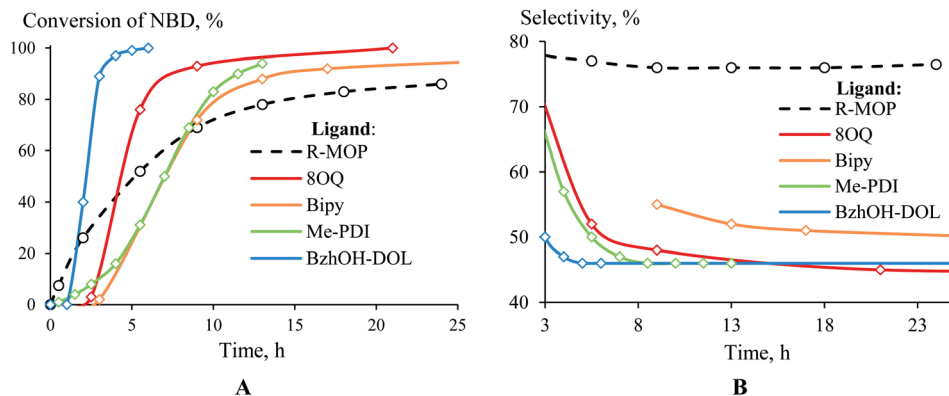 Conversion of NBD, %
100
80
60
40
20
0
0
5
10
15
20
25
Time, h
Ligand:
R-MOP
8OQ
Bipy
Me-PDI
BzhOH-DOL
A
Selectivity, %
80
70
60
50
40
3
8
13
18
23
Time, h
Ligand:
R-MOP
8OQ
Bipy
Me-PDI
BzhOH-DOL
B